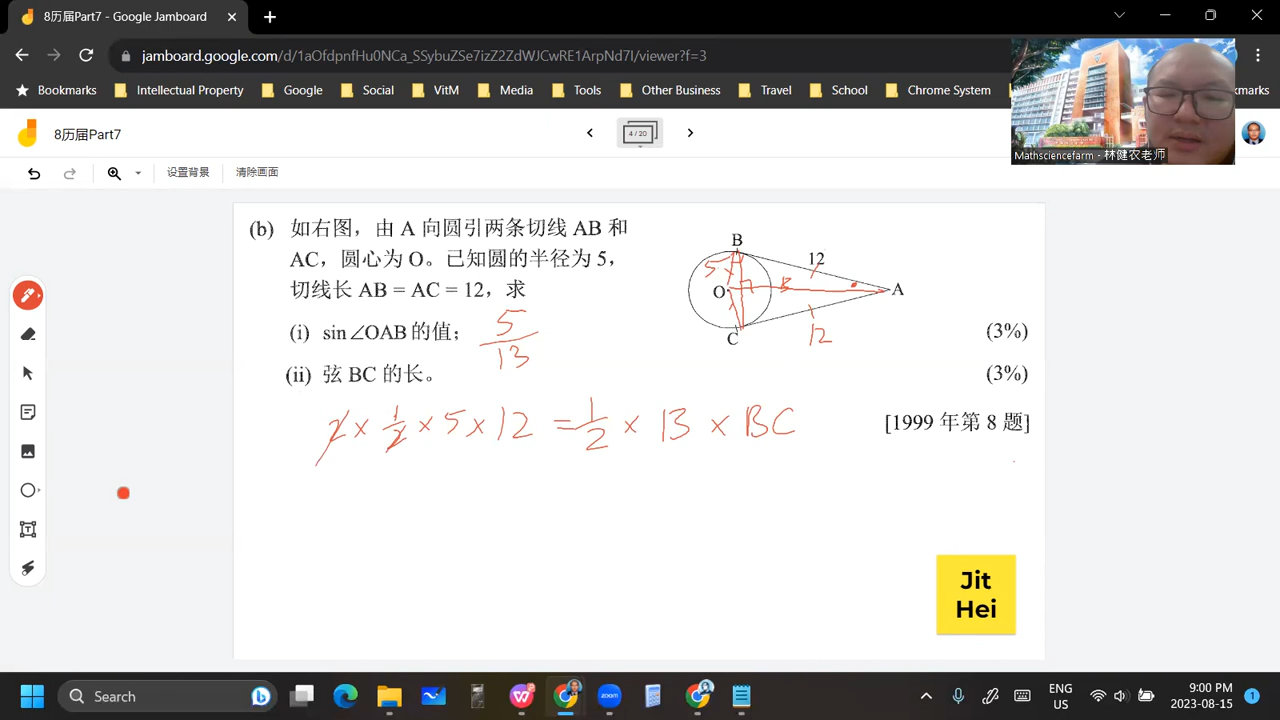 8历届Part7 - Google Jamboard
jamboard.google.com/d/1aOfdpn
0NCa_SSybuZSo7izZ2ZdWJCwRE1ArpNd7I/viewer?f=3
Bookmarks
Intellectual Property
Google
Social
VitM
Media
Tools
Other Business
Travel
School
Chrome System
kmarks
8历届Part7
4 / 20
Mathsciencefarm - 林健农老师
设置背景
清除画面
(b) 如右图，由 A 向圆引两条切线 AB 和
AC，圆心为 O。已知圆的半径为 5，
切线长 AB = AC = 12，求
(i) sin∠OAB 的值； 5/13 (3%)
(ii) 弦 BC 的长。 (3%)
B
12
5
O
13
A
C
12
2 × 1/2 × 5 × 12 = 1/2 × 13 × BC
[1999 年第 8 题]
Jit
Hei
Search
ENG
US
9:00 PM
2023-08-15
1